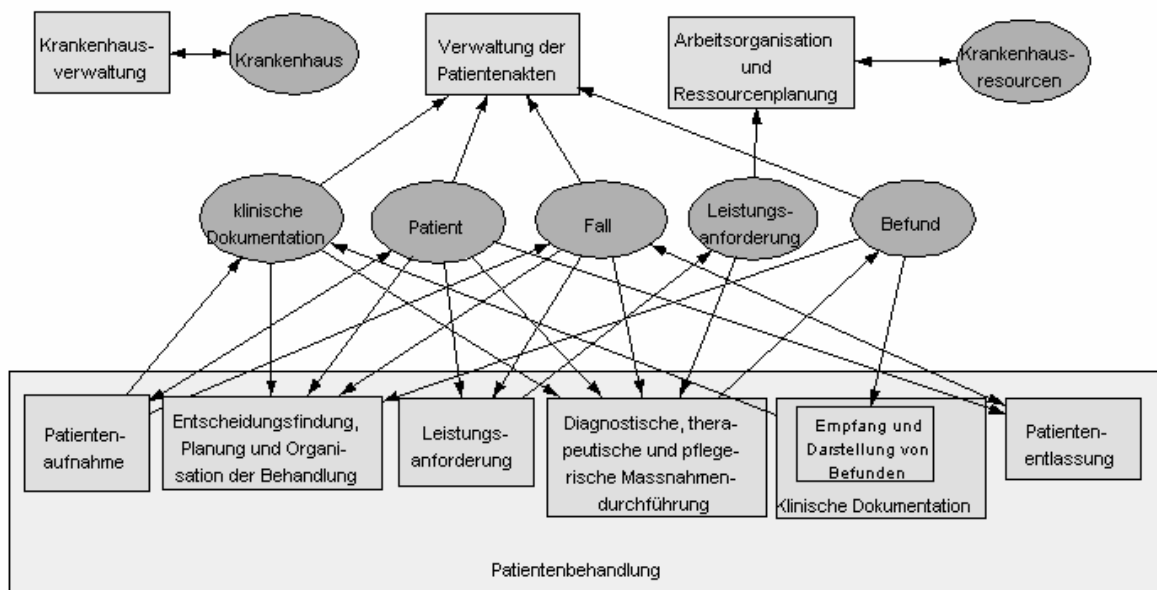 Krankenhaus-
verwaltung
Krankenhaus
Verwaltung der
Patientenakten
Arbeitsorganisation
und
Ressourcenplanung
Krankenhaus-
resourcen
klinische
Dokumentation
Patient
Fall
Leistungs-
anforderung
Befund
Patienten-
aufnahme
Entscheidungsfindung,
Planung und Organi-
sation der Behandlung
Leistungs-
anforderung
Diagnostische, thera-
peutische und pflege-
rische Massnahmen-
durchführung
Empfang und
Darstellung von
Befunden
Klinische Dokumentation
Patienten-
entlassung
Patientenbehandlung